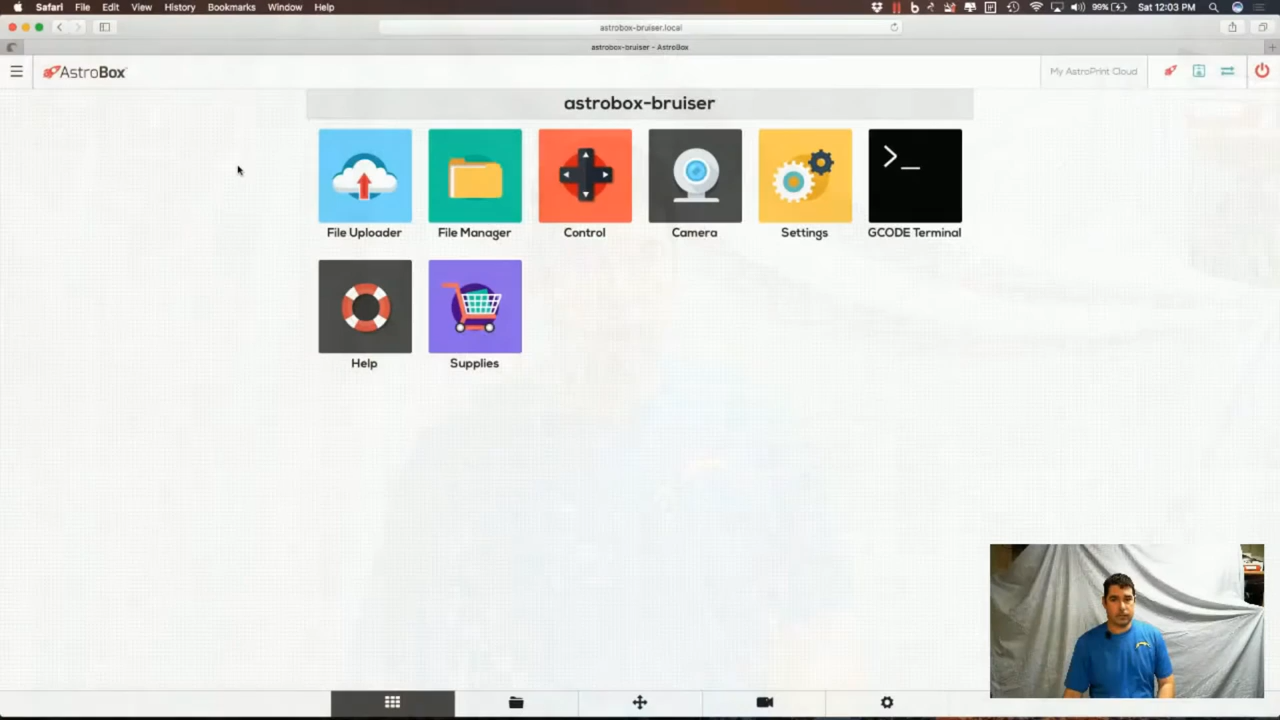 Safari File Edit View History Bookmarks Window Help 99% Sat 12:03 PM
astrobox-bruiser.local
astrobox-bruiser - AstroBox
AstroBox My AstroPrint Cloud
astrobox-bruiser
>_
File Uploader File Manager Control Camera Settings GCODE Terminal
Help Supplies